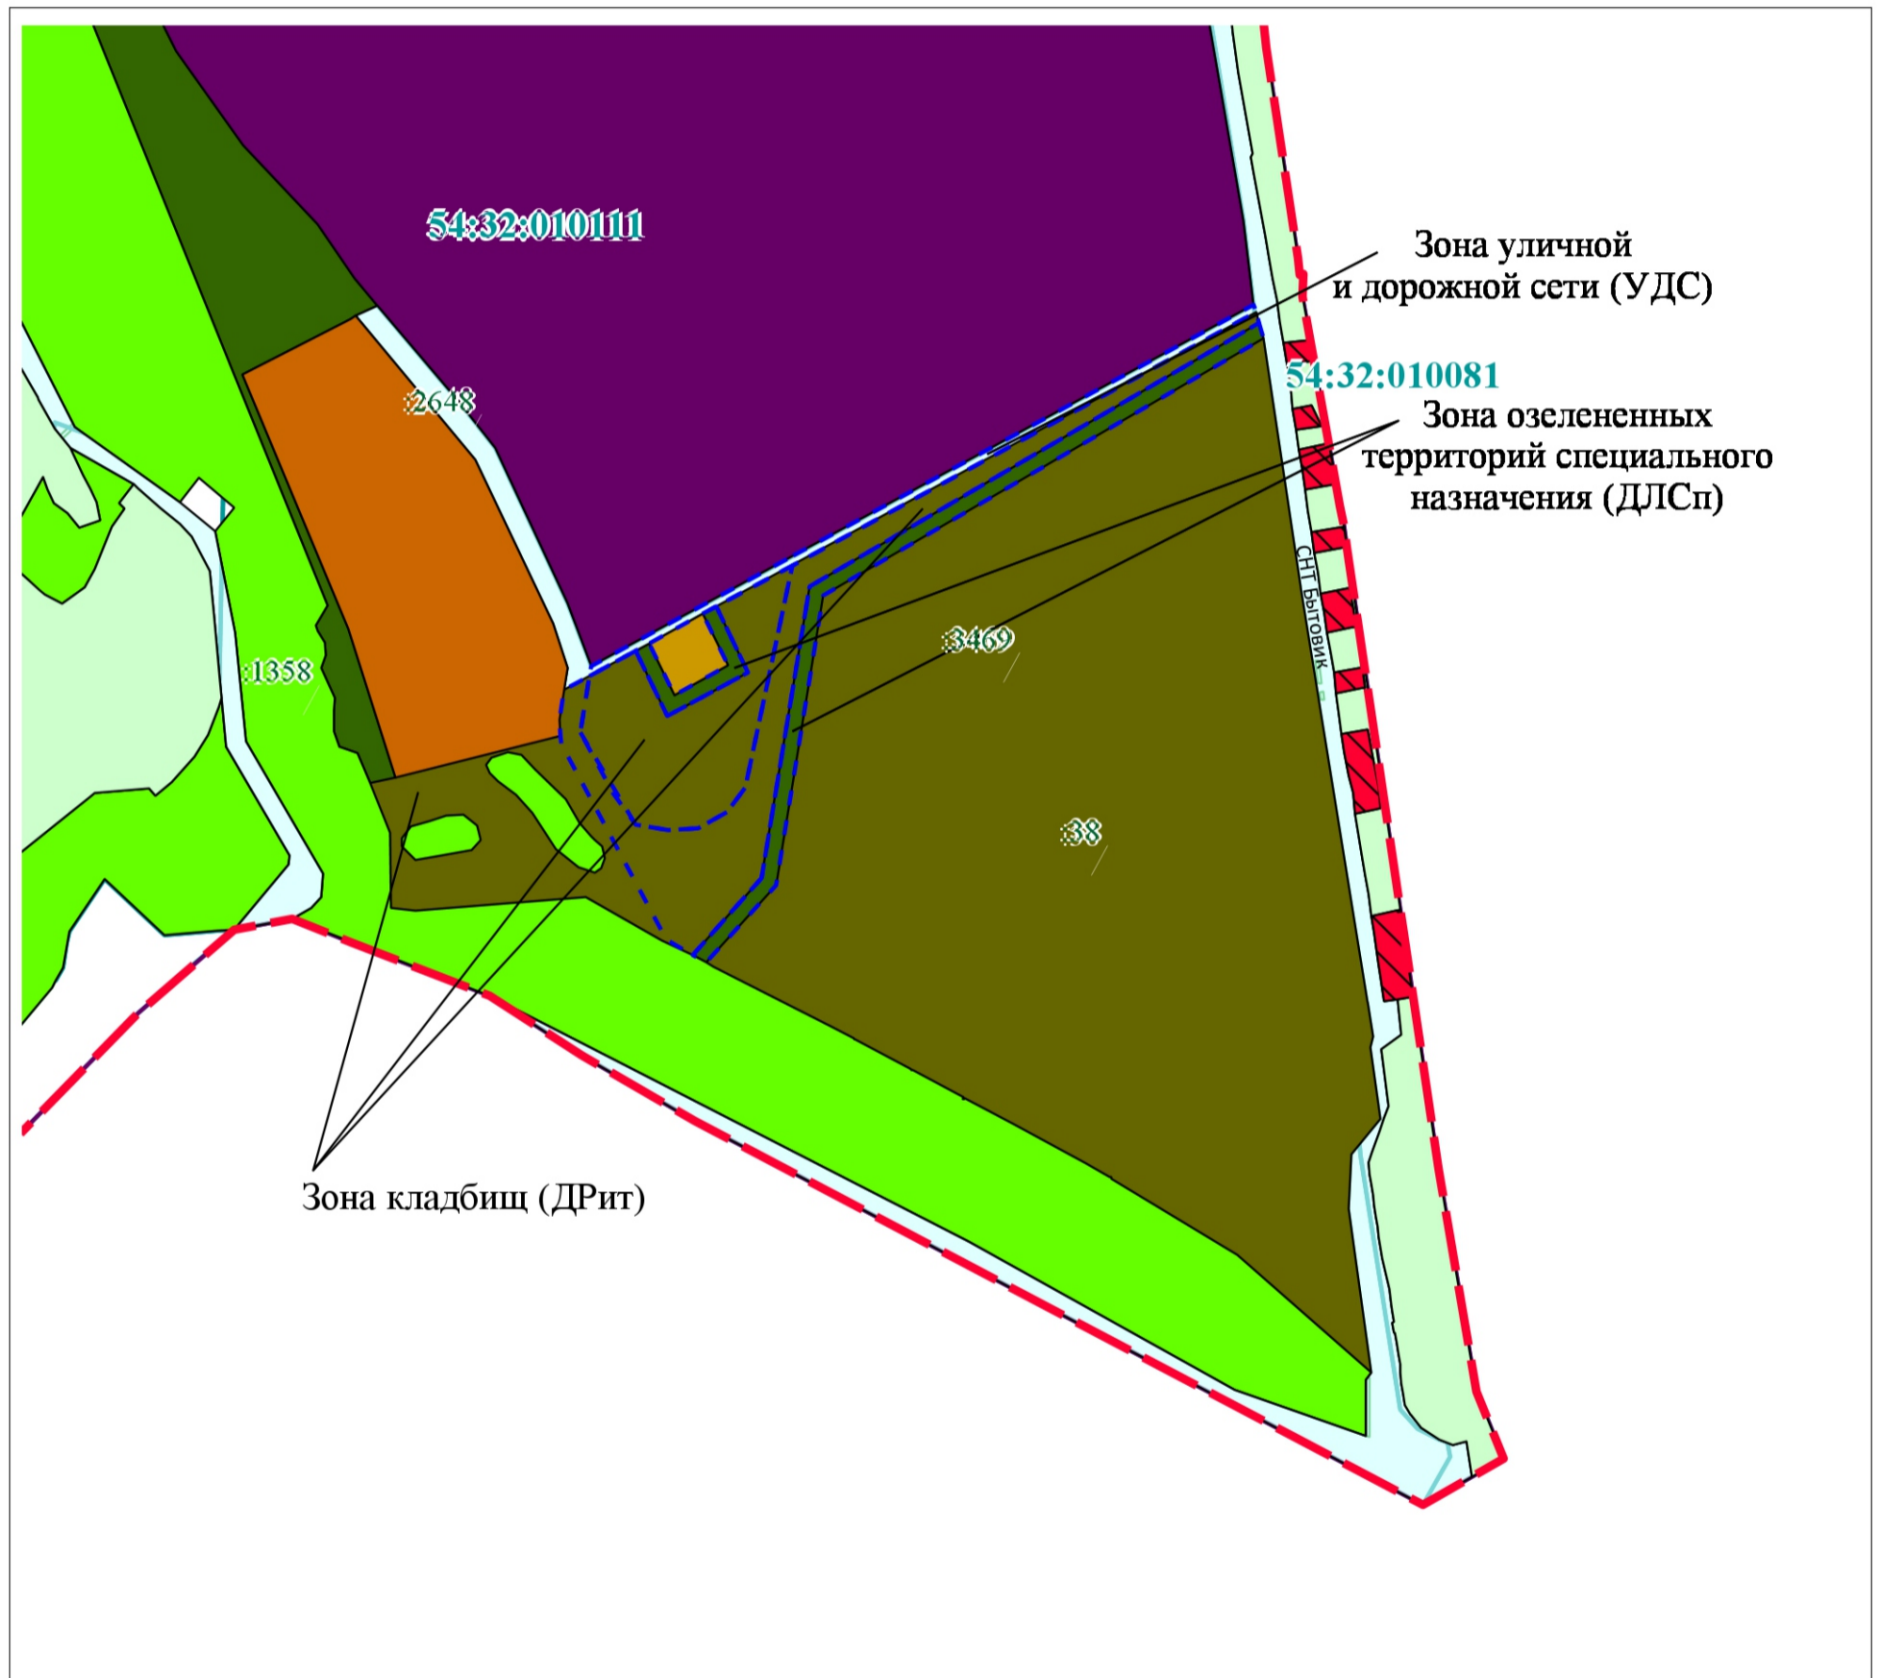 54:32:010111
Зона уличной
и дорожной сети (УДС)
54:32:010081
:2648
Зона озелененных
территорий специального
назначения (ДЛСп)
СНТ Бытовик
:3469
:1358
:38
Зона кладбищ (ДРит)